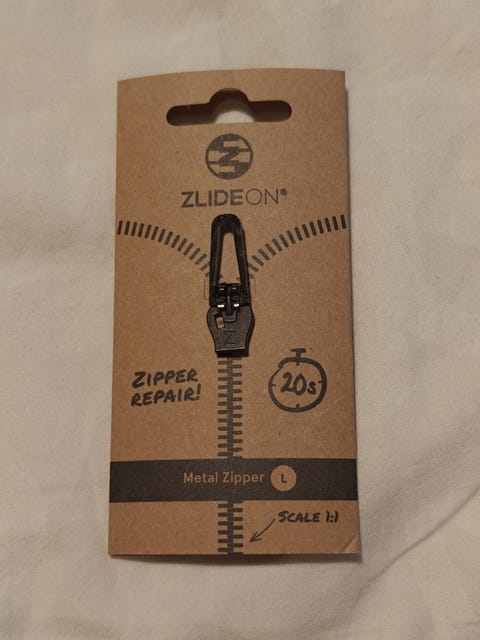 ZLIDEON®
Z
ZIPPER
REPAIR!
20s
Metal Zipper L
SCALE 1:1